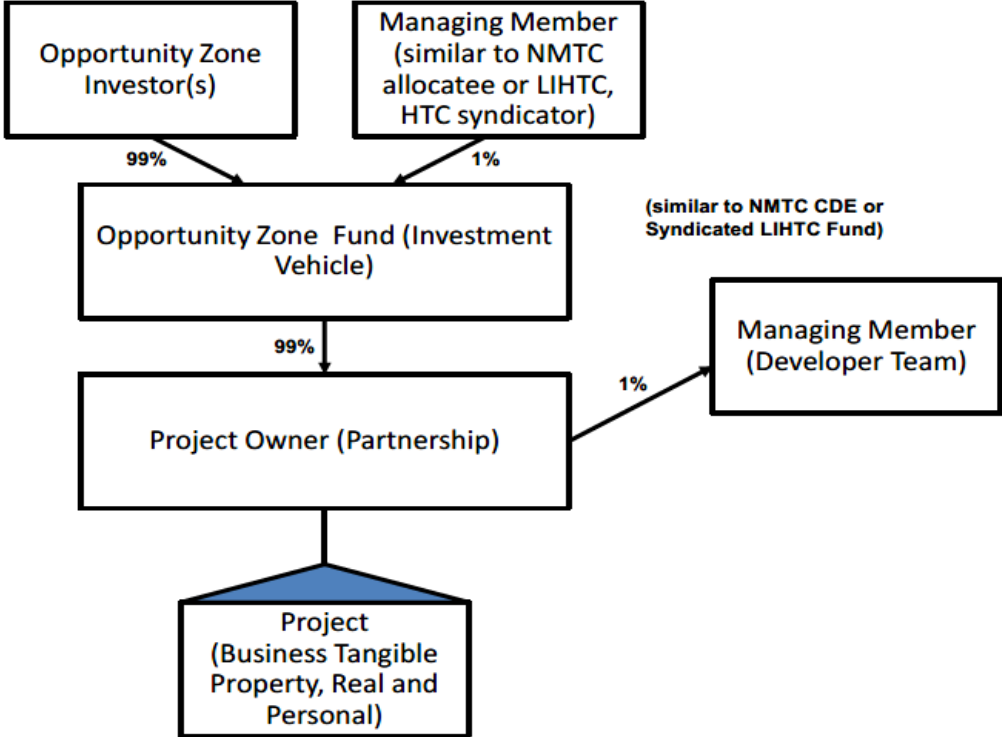 Opportunity Zone
Investor(s)
Managing Member
(similar to NMTC
allocatee or LIHTC,
HTC syndicator)
99%
1%
Opportunity Zone Fund (Investment
Vehicle)
(similar to NMTC CDE or
Syndicated LIHTC Fund)
99%
Managing Member
(Developer Team)
1%
Project Owner (Partnership)
Project
(Business Tangible
Property, Real and
Personal)